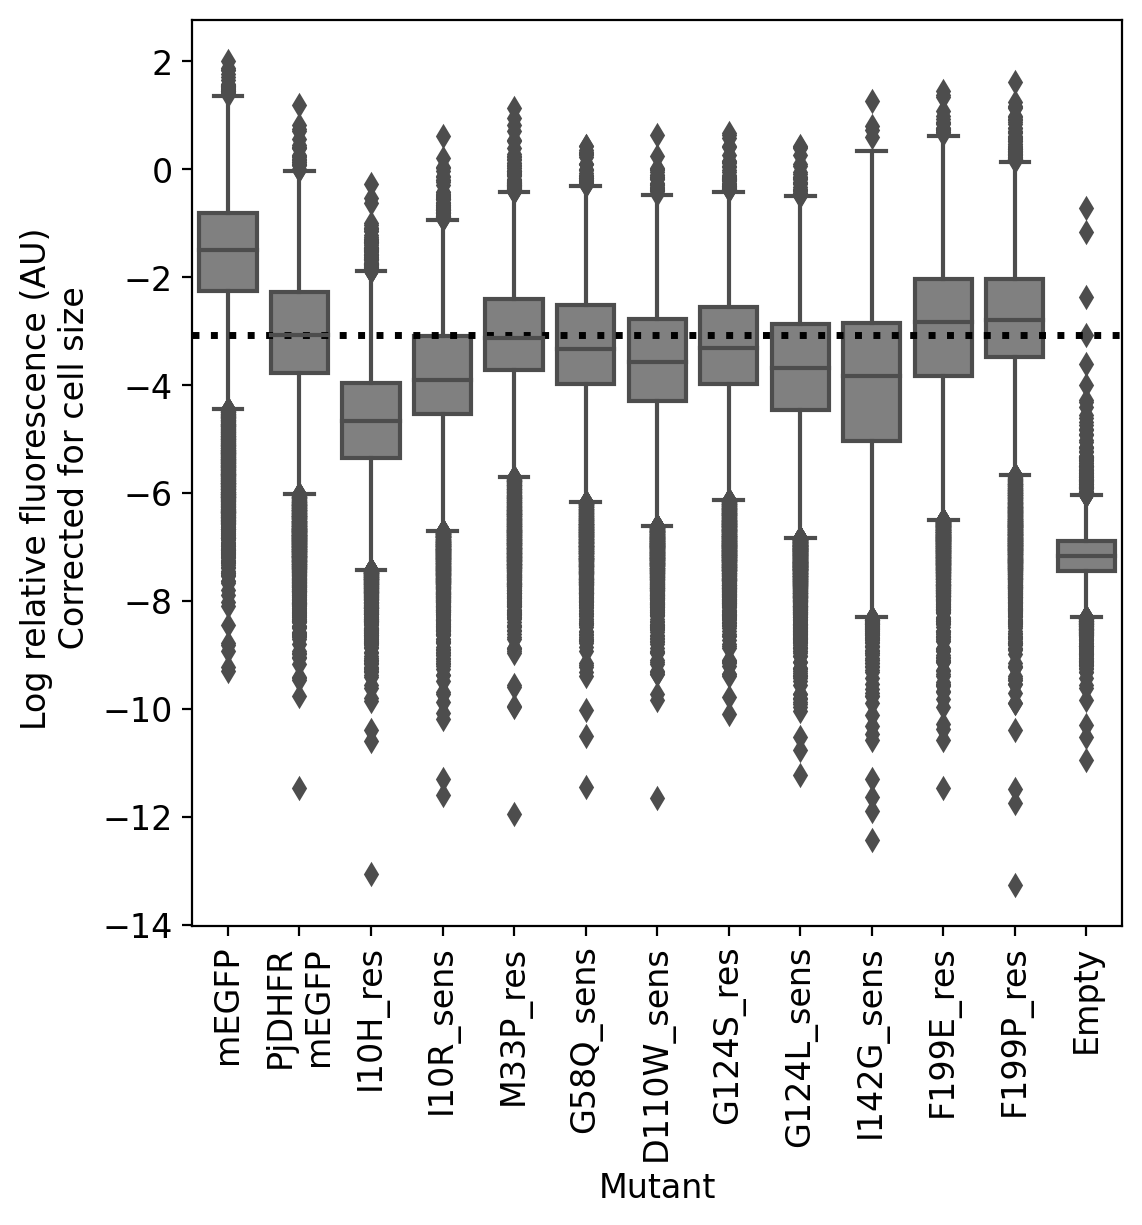 Log relative fluorescence (AU)
Corrected for cell size
2
0
−2
−4
−6
−8
−10
−12
−14
mEGFP
PjDHFR
mEGFP
I10H_res
I10R_sens
M33P_res
G58Q_sens
D110W_sens
G124S_res
G124L_sens
I142G_sens
F199E_res
F199P_res
Empty
Mutant